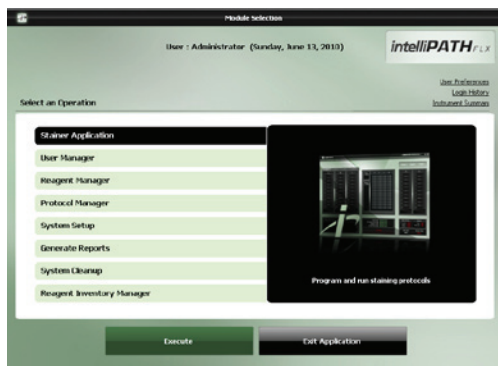 Module Selection
User : Administrator (Sunday, June 13, 2010)
intelliPATH FLX
User Preferences
Login History
Instrument Summary
Select an Operation
Stainer Application
User Manager
Reagent Manager
Protocol Manager
System Setup
Generate Reports
System Cleanup
Reagent Inventory Manager
Program and run staining protocols
Execute
Exit Application